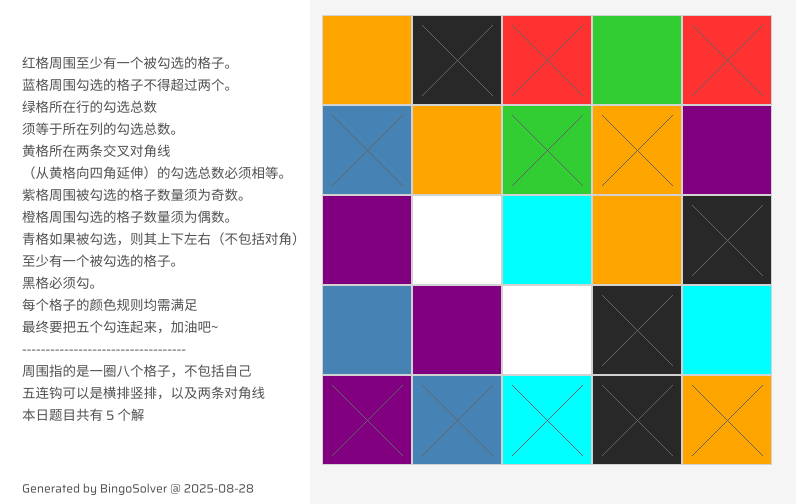 红格周围至少有一个被勾选的格子。
蓝格周围勾选的格子不得超过两个。
绿格所在行的勾选总数
须等于所在列的勾选总数。
黄格所在两条交叉对角线
（从黄格向四角延伸）的勾选总数必须相等。
紫格周围被勾选的格子数量须为奇数。
橙格周围勾选的格子数量须为偶数。
青格如果被勾选，则其上下左右（不包括对角）
至少有一个被勾选的格子。
黑格必须勾。
每个格子的颜色规则均需满足
最终要把五个勾连起来，加油吧~
-----------------------------------
周围指的是一圈八个格子，不包括自己
五连钩可以是横排竖排，以及两条对角线
本日题目共有 5 个解
Generated by BingoSolver @ 2025-08-28